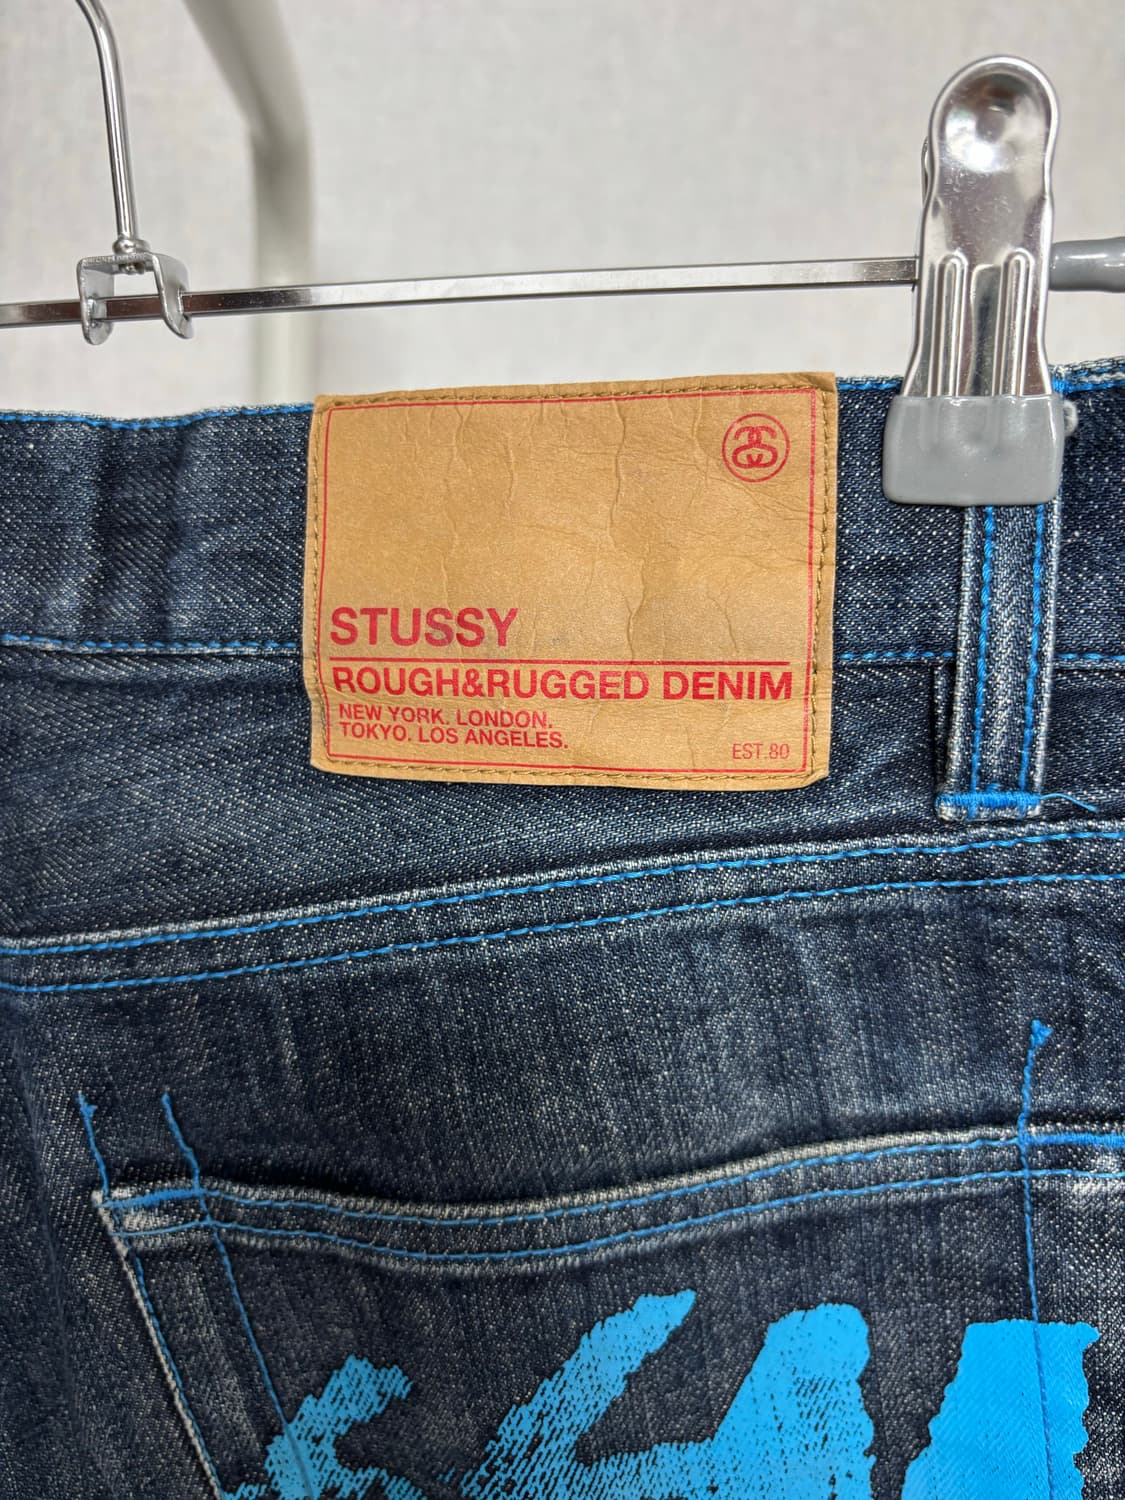 STUSSY
ROUGH&RUGGED DENIM
NEW YORK. LONDON.
TOKYO. LOS ANGELES.
EST.80